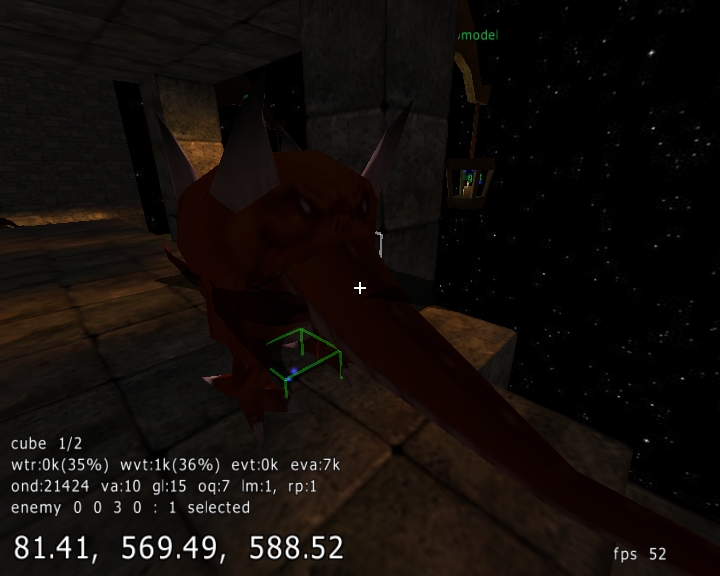 model
cube 1/2
wtr:0k(35%) wvt:1k(36%) evt:0k eva:7k
ond:21424 va:10 gl:15 oq:7 lm:1, rp:1
enemy 0 0 3 0 : 1 selected
81.41, 569.49, 588.52
fps 52